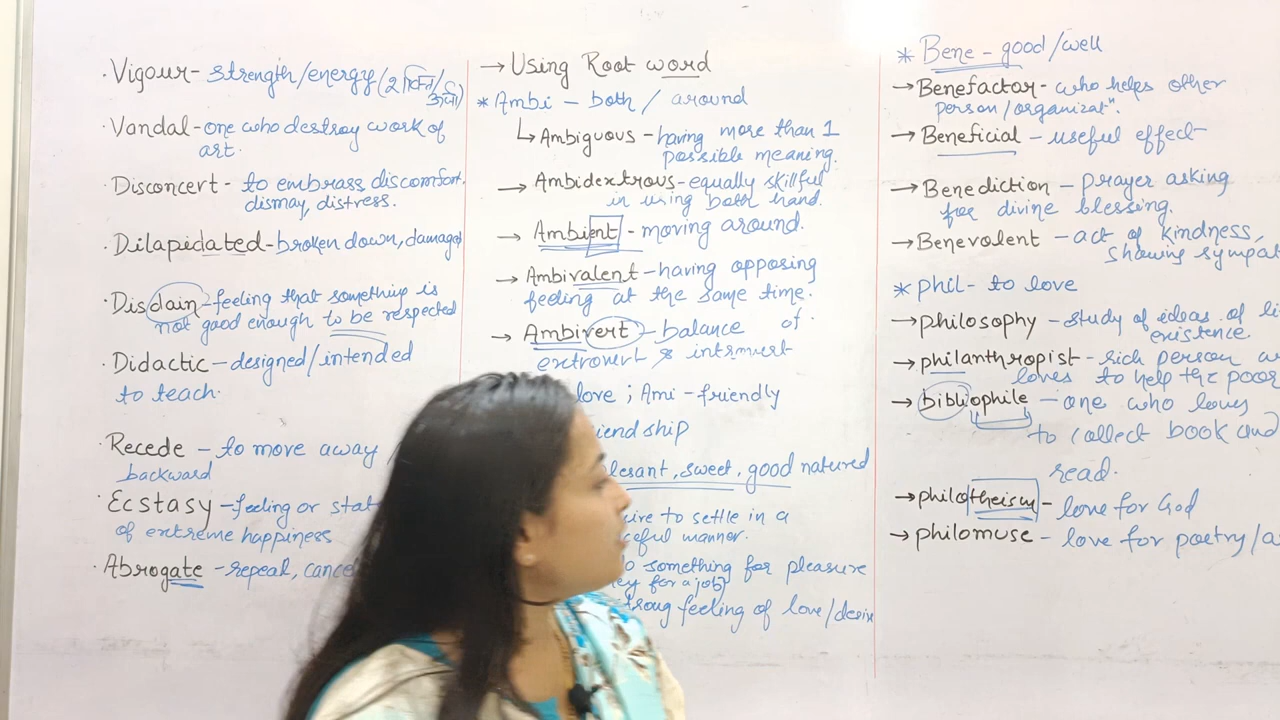 · Vigour - strength/energy (शक्ति/
ऊर्जा)
· Vandal - one who destroy work of
art.
· Disconcert - to embrass discomfort,
dismay, distress.
· Dilapidated - broken down, damaged
· Disdain - feeling that something is
not good enough to be respected
· Didactic - designed/intended
to teach.
· Recede - to move away
backward
· Ecstasy - feeling or stat
of extreme happiness
· Abrogate - repeal, cancel
→ Using Root word
* Ambi - both / around
↳ Ambiguous - having more than 1
possible meaning.
→ Ambidextrous - equally skillful
in using both hand.
→ Ambient - moving around.
→ Ambivalent - having opposing
feeling at the same time.
→ Ambivert - balance of
extrovert & introvert
love ; Ami - friendly
iendship
lesant, sweet, good natured
ire to settle in a
ceful manner.
o something for pleasure
ey for a job)
trong feeling of love/desire
* Bene - good/well
→ Benefactor - who helps other
person/organizatⁿ.
→ Beneficial - useful effect
→ Benediction - prayer asking
for divine blessing.
→ Benevolent - act of kindness,
showing sympat
* phil - to love
→ philosophy - study of ideas of li
existence.
→ philanthropist - rich person w
loves to help the poor
→ bibliophile - one who loves
to collect book and
read.
→ philotheism - love for God
→ philomuse - love for poetry/a